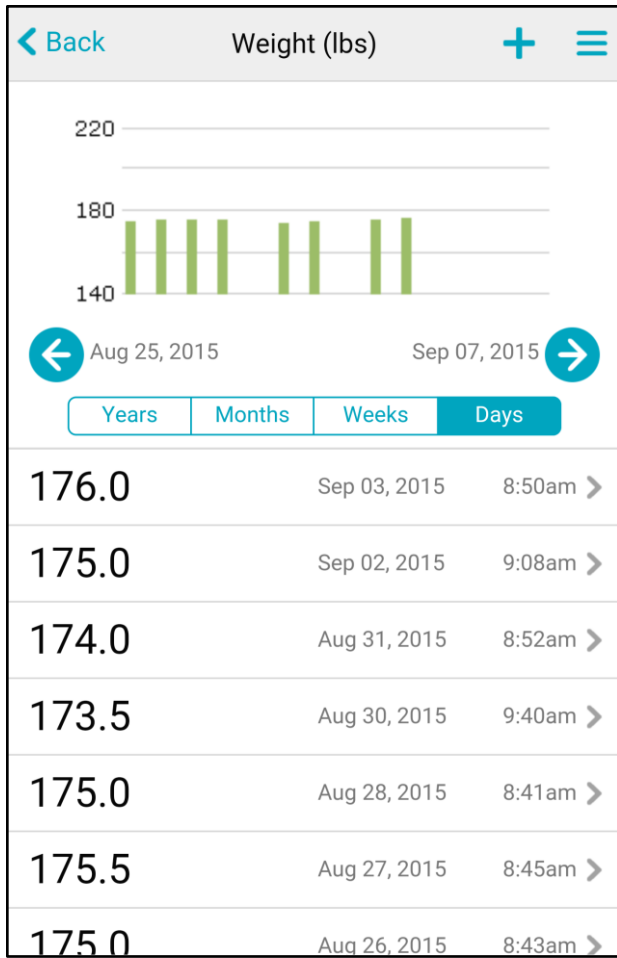 Back Weight (lbs)
220
180
140
Aug 25, 2015 Sep 07, 2015
Years Months Weeks Days
176.0 Sep 03, 2015 8:50am
175.0 Sep 02, 2015 9:08am
174.0 Aug 31, 2015 8:52am
173.5 Aug 30, 2015 9:40am
175.0 Aug 28, 2015 8:41am
175.5 Aug 27, 2015 8:45am
175.0 Aug 26, 2015 8:43am